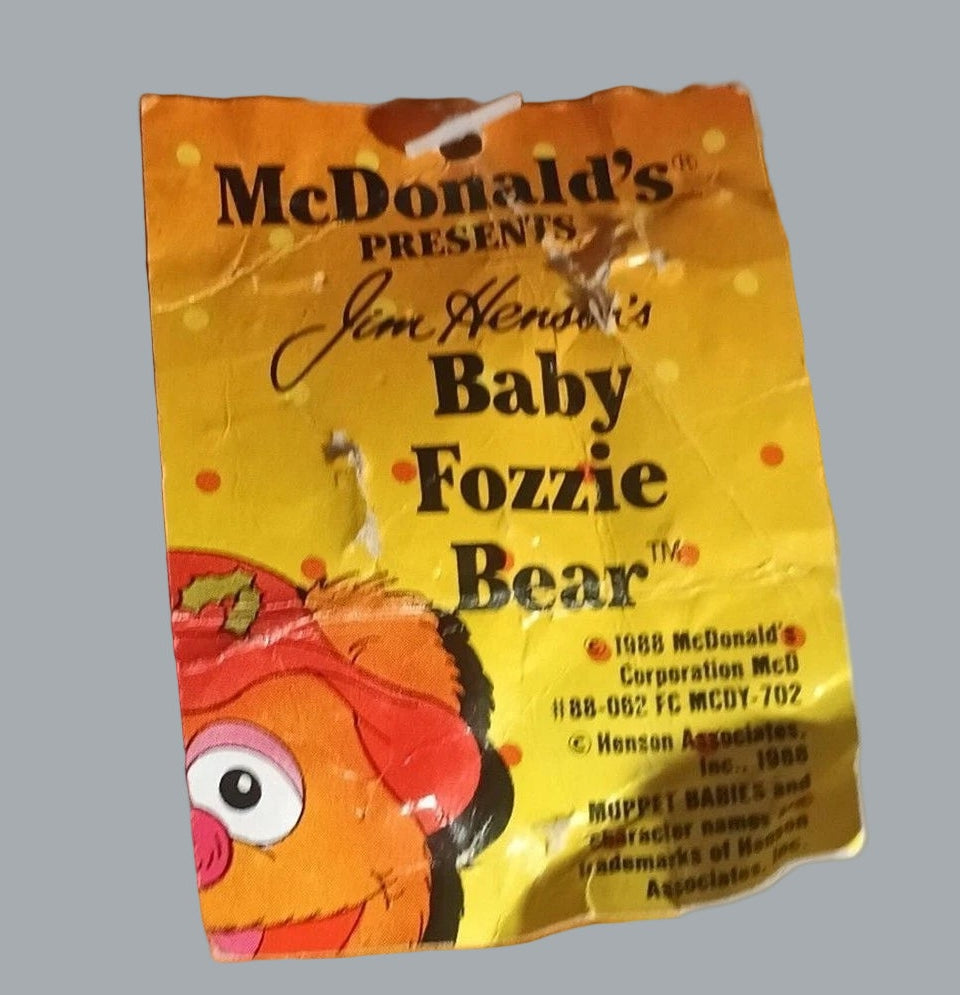 McDonald's®
PRESENTS
Jim Henson's
Baby
Fozzie
Bear™
© 1988 McDonald's
Corporation McD
#88-062 FC MCDY-702
© Henson Associates,
Inc., 1988
MUPPET BABIES and
character names are
trademarks of Henson
Associates, Inc.